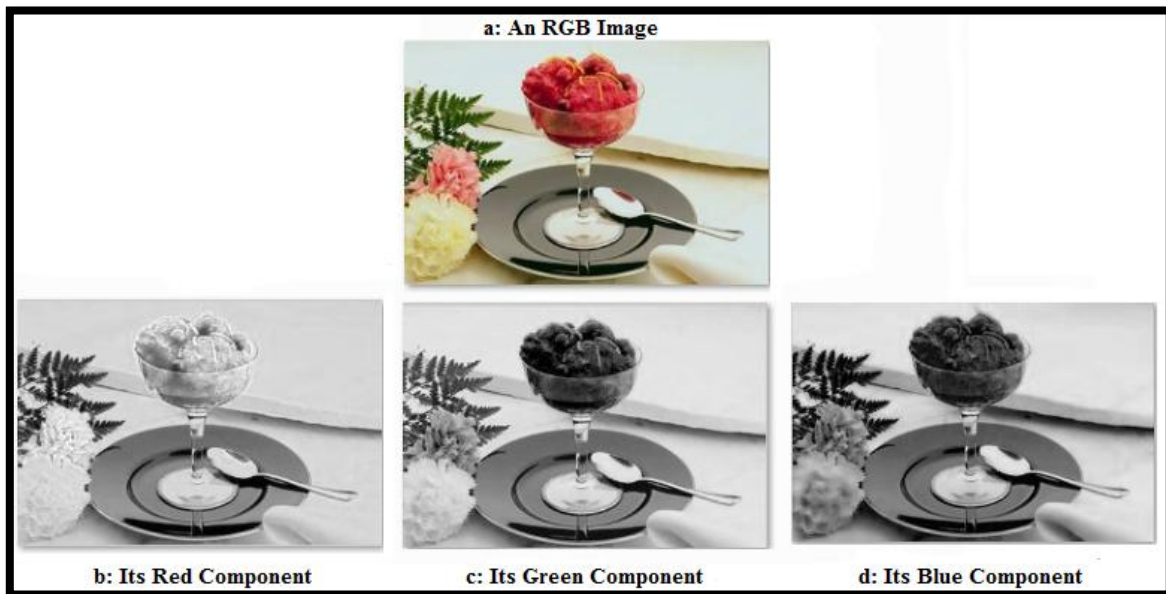 a: An RGB Image
b: Its Red Component
c: Its Green Component
d: Its Blue Component